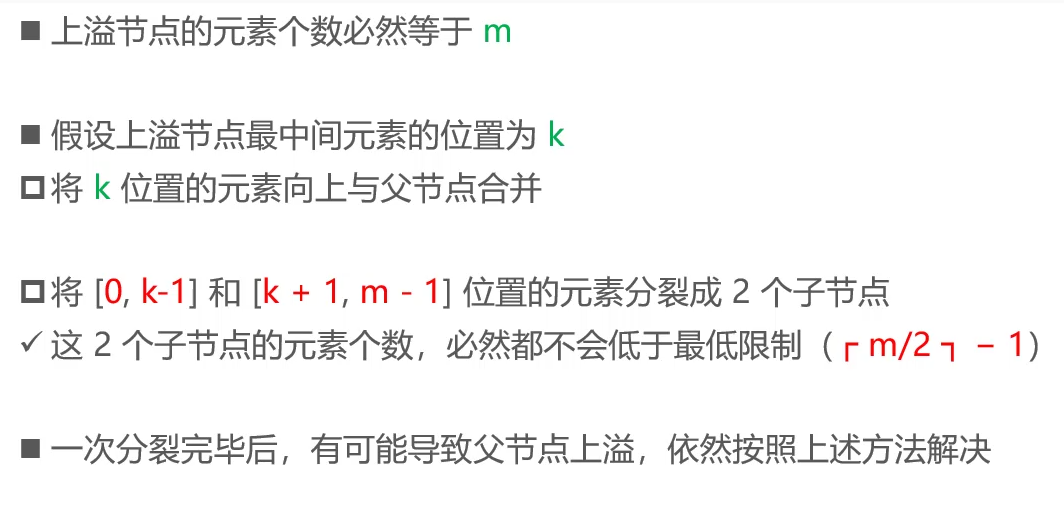 ■ 上溢节点的元素个数必然等于 m
■ 假设上溢节点最中间元素的位置为 k
□ 将 k 位置的元素向上与父节点合并
□ 将 [0, k-1] 和 [k + 1, m - 1] 位置的元素分裂成 2 个子节点
✓ 这 2 个子节点的元素个数，必然都不会低于最低限制（┌ m/2 ┐ − 1）
■ 一次分裂完毕后，有可能导致父节点上溢，依然按照上述方法解决